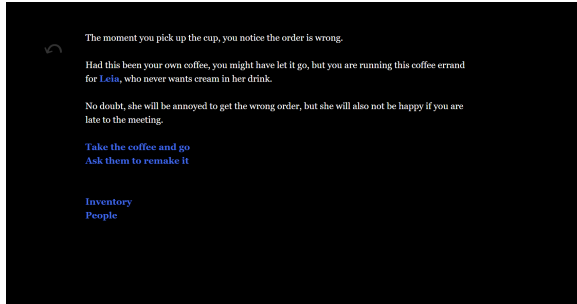 The moment you pick up the cup, you notice the order is wrong.
Had this been your own coffee, you might have let it go, but you are running this coffee errand
for Leia, who never wants cream in her drink.
No doubt, she will be annoyed to get the wrong order, but she will also not be happy if you are
late to the meeting.
Take the coffee and go
Ask them to remake it
Inventory
People